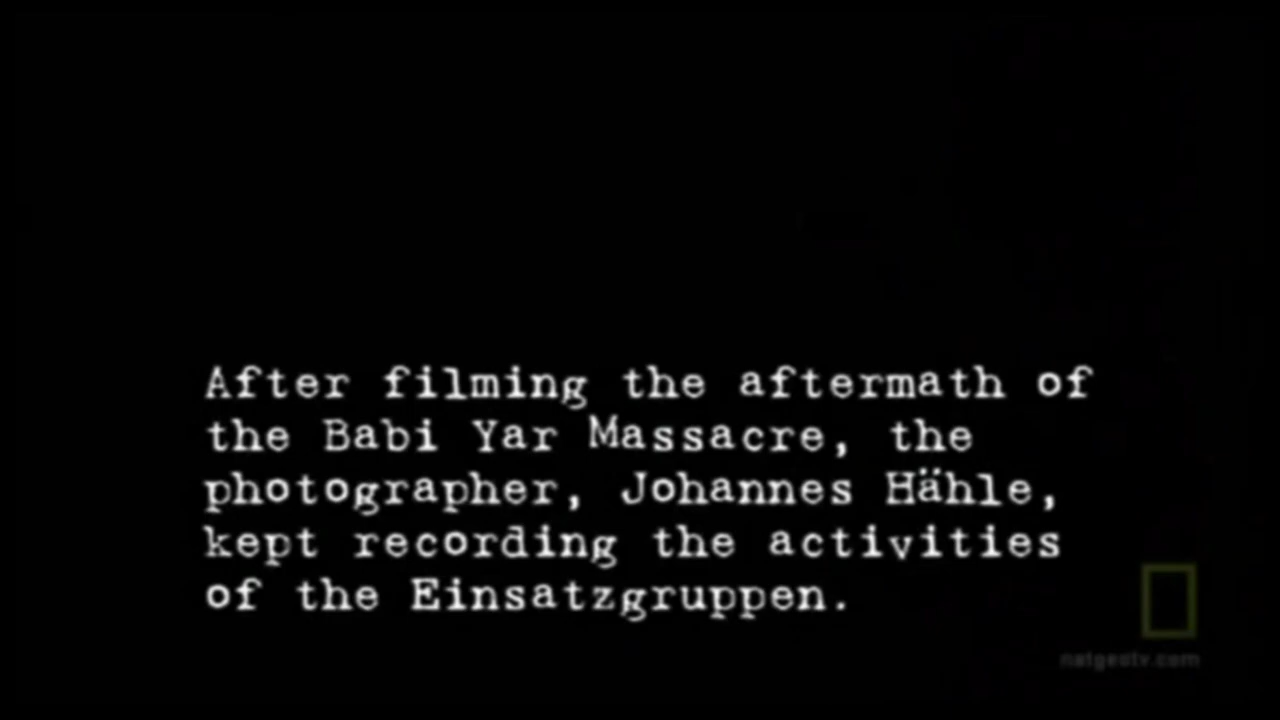 After filming the aftermath of
the Babi Yar Massacre, the
photographer, Johannes Hähle,
kept recording the activities
of the Einsatzgruppen.
natgeotv.com